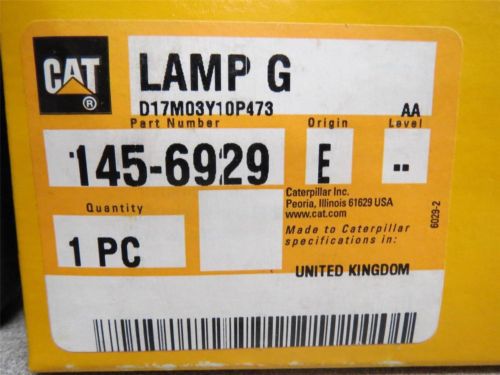 CAT
®
LAMP G
D17M03Y10P473 AA
Part Number Origin Level
145-6929 E --
Caterpillar Inc.
Peoria, Illinois 61629 USA
www.cat.com
Quantity
1 PC
Made to Caterpillar
specifications in:
UNITED KINGDOM
6029-2